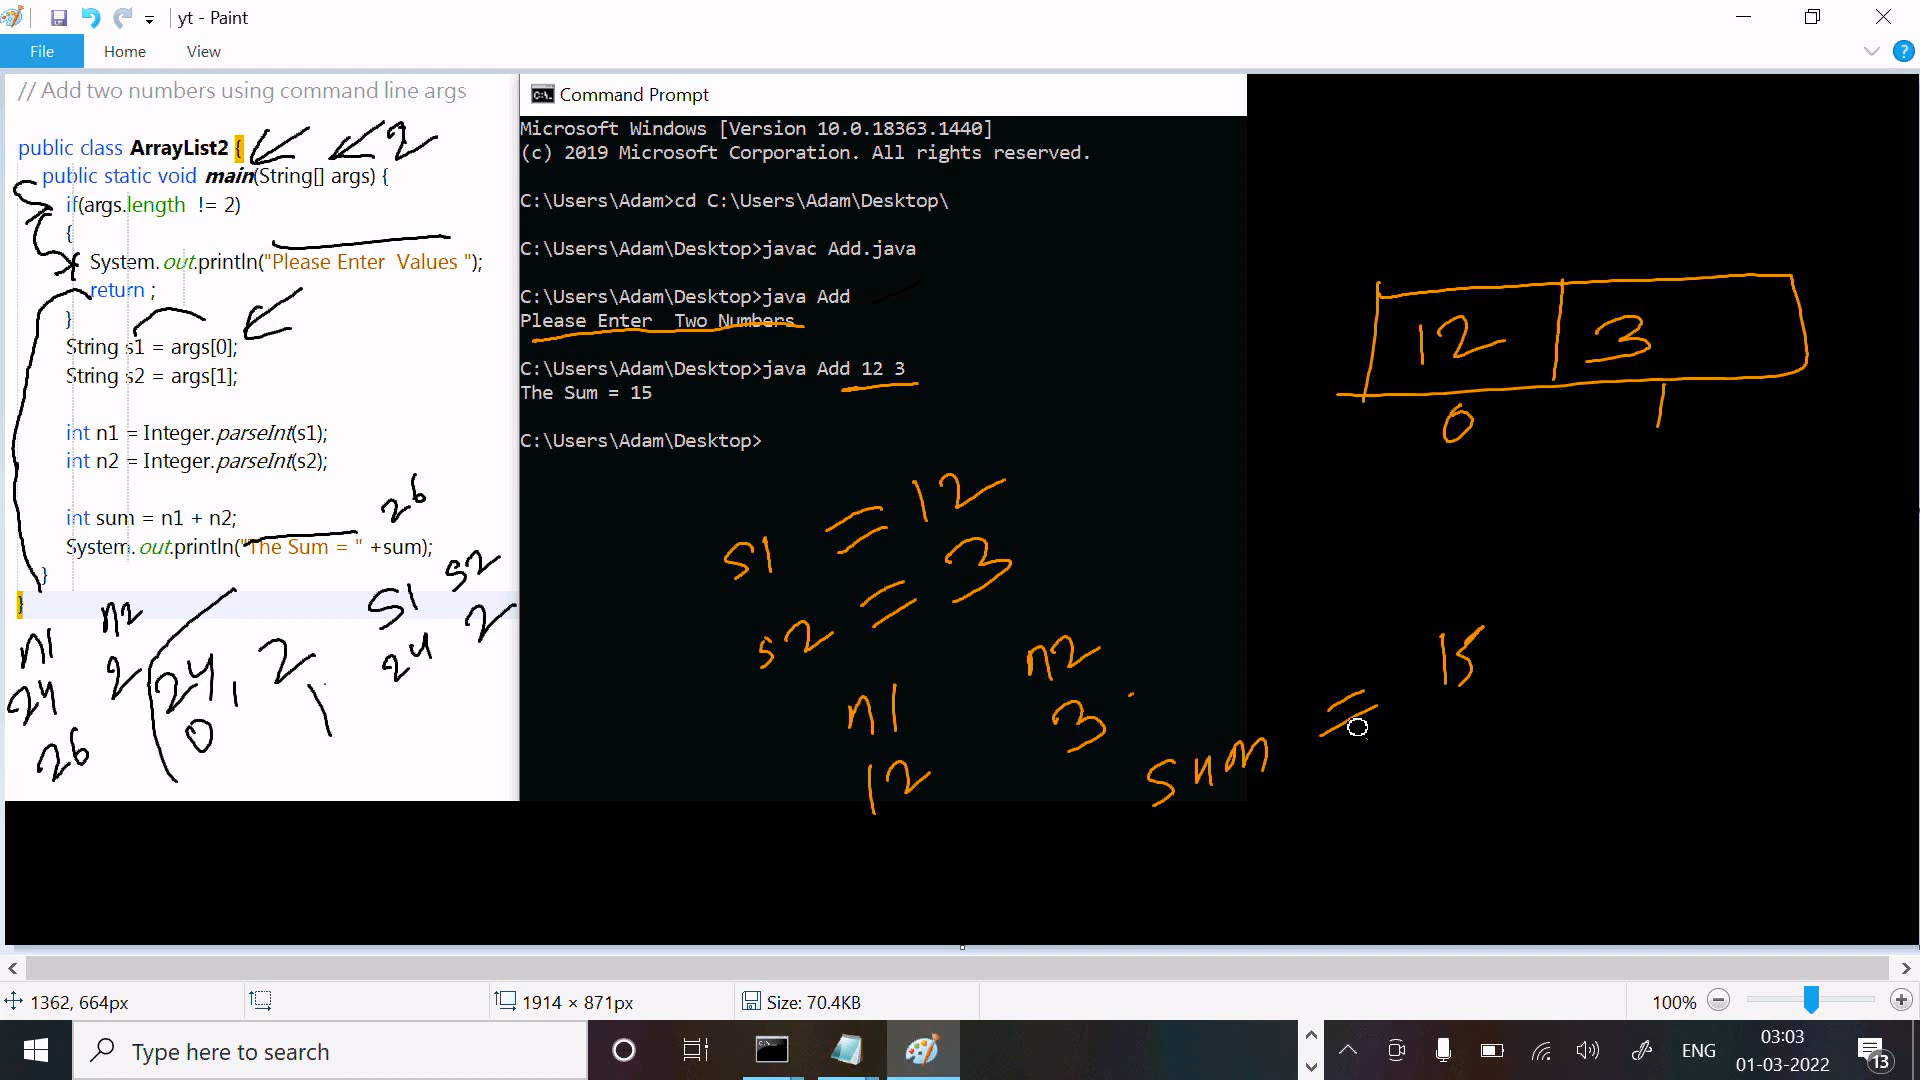 yt - Paint
File Home View
// Add two numbers using command line args
public class ArrayList2 {
2
public static void main(String[] args) {
if(args.length != 2)
{
System.out.println("Please Enter  Values ");
return ;
}
String s1 = args[0];
String s2 = args[1];
int n1 = Integer.parseInt(s1);
int n2 = Integer.parseInt(s2);
26
int sum = n1 + n2;
System.out.println("The Sum = " +sum);
}
}
s1 s2
24 2
n1 n2
24 2
26
24, 2
0 1
Command Prompt
Microsoft Windows [Version 10.0.18363.1440]
(c) 2019 Microsoft Corporation. All rights reserved.
C:\Users\Adam>cd C:\Users\Adam\Desktop\
C:\Users\Adam\Desktop>javac Add.java
C:\Users\Adam\Desktop>java Add
Please Enter  Two Numbers
C:\Users\Adam\Desktop>java Add 12 3
The Sum = 15
C:\Users\Adam\Desktop>
s1 = 12
s2 = 3
n1 n2
12 3
sum = 15
12 3
0 1
1362, 664px
1914 × 871px
Size: 70.4KB
100%
Type here to search
ENG
03:03
01-03-2022
13